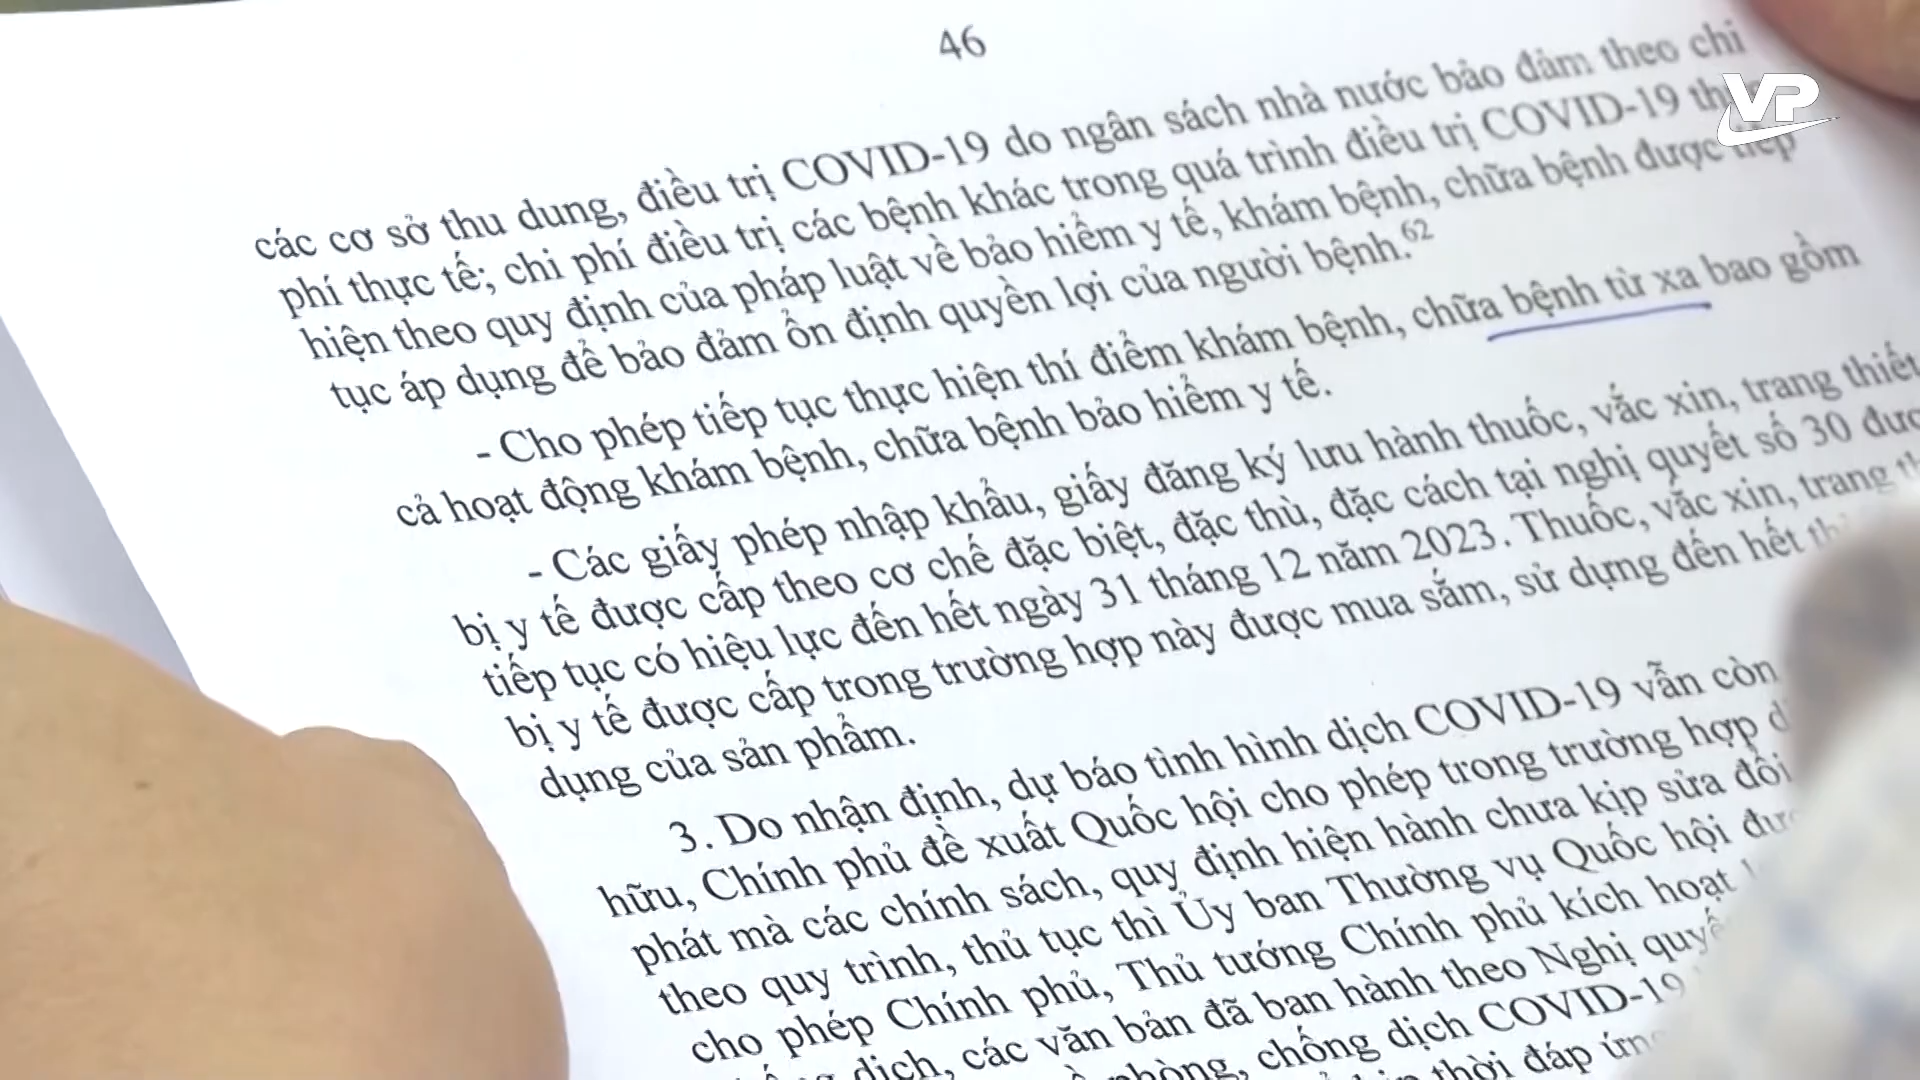 46
VP
các cơ sở thu dung, điều trị COVID-19 do ngân sách nhà nước bảo đảm theo chi
phí thực tế; chi phí điều trị các bệnh khác trong quá trình điều trị COVID-19
hiện theo quy định của pháp luật về bảo hiểm y tế, khám bệnh, chữa bệnh được tiếp
tục áp dụng để bảo đảm ổn định quyền lợi của người bệnh.62
- Cho phép tiếp tục thực hiện thí điểm khám bệnh, chữa bệnh từ xa bao gồm
cả hoạt động khám bệnh, chữa bệnh bảo hiểm y tế.
- Các giấy phép nhập khẩu, giấy đăng ký lưu hành thuốc, vắc xin, trang thiết
bị y tế được cấp theo cơ chế đặc biệt, đặc thù, đặc cách tại nghị quyết số 30
tiếp tục có hiệu lực đến hết ngày 31 tháng 12 năm 2023. Thuốc, vắc xin, trang
bị y tế được cấp trong trường hợp này được mua sắm, sử dụng đến hết
dụng của sản phẩm.
3. Do nhận định, dự báo tình hình dịch COVID-19 vẫn còn
hữu, Chính phủ đề xuất Quốc hội cho phép trong trường hợp
phát mà các chính sách, quy định hiện hành chưa kịp sửa đổi
theo quy trình, thủ tục thì Ủy ban Thường vụ Quốc hội
cho phép Chính phủ, Thủ tướng Chính phủ kích hoạt
dịch, các văn bản đã ban hành theo Nghị quyết
phòng, chống dịch COVID-19
thời đáp ứng